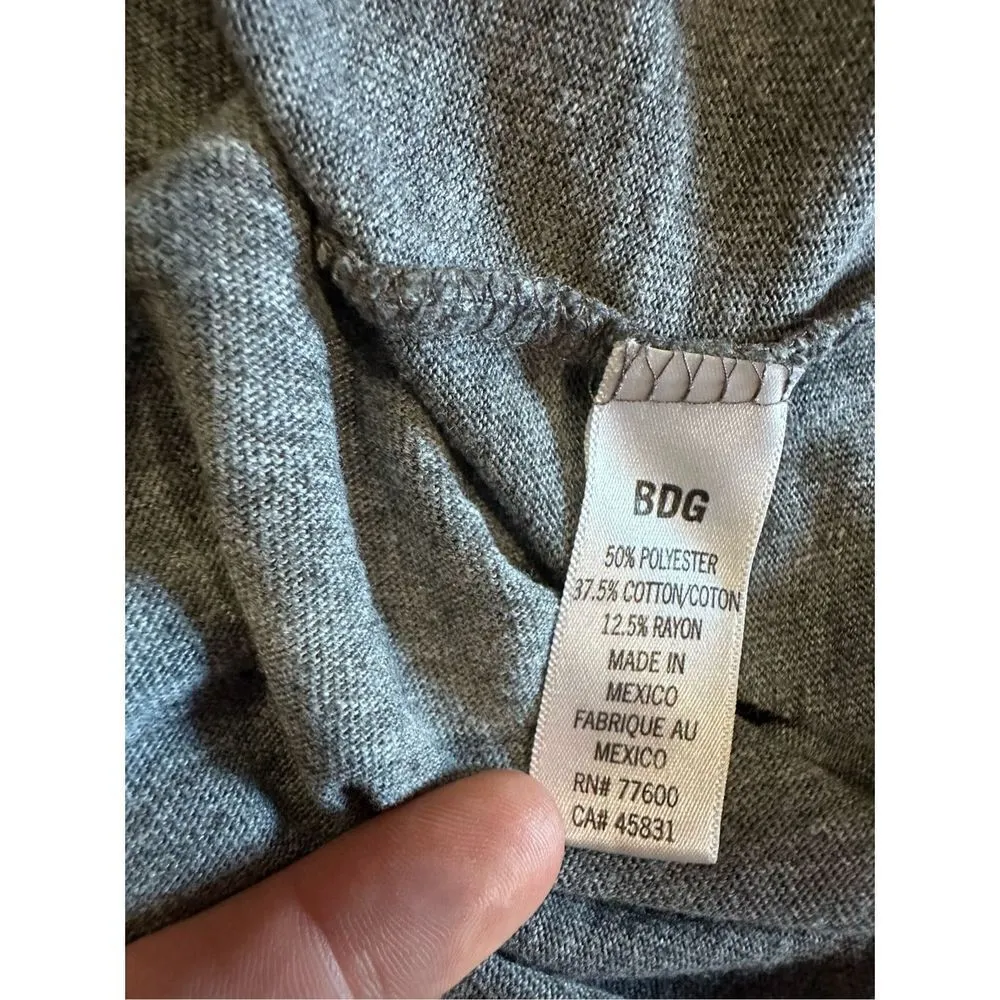 BDG
50% POLYESTER
37.5% COTTON/COTON
12.5% RAYON
MADE IN
MEXICO
FABRIQUE AU
MEXICO
RN# 77600
CA# 45831